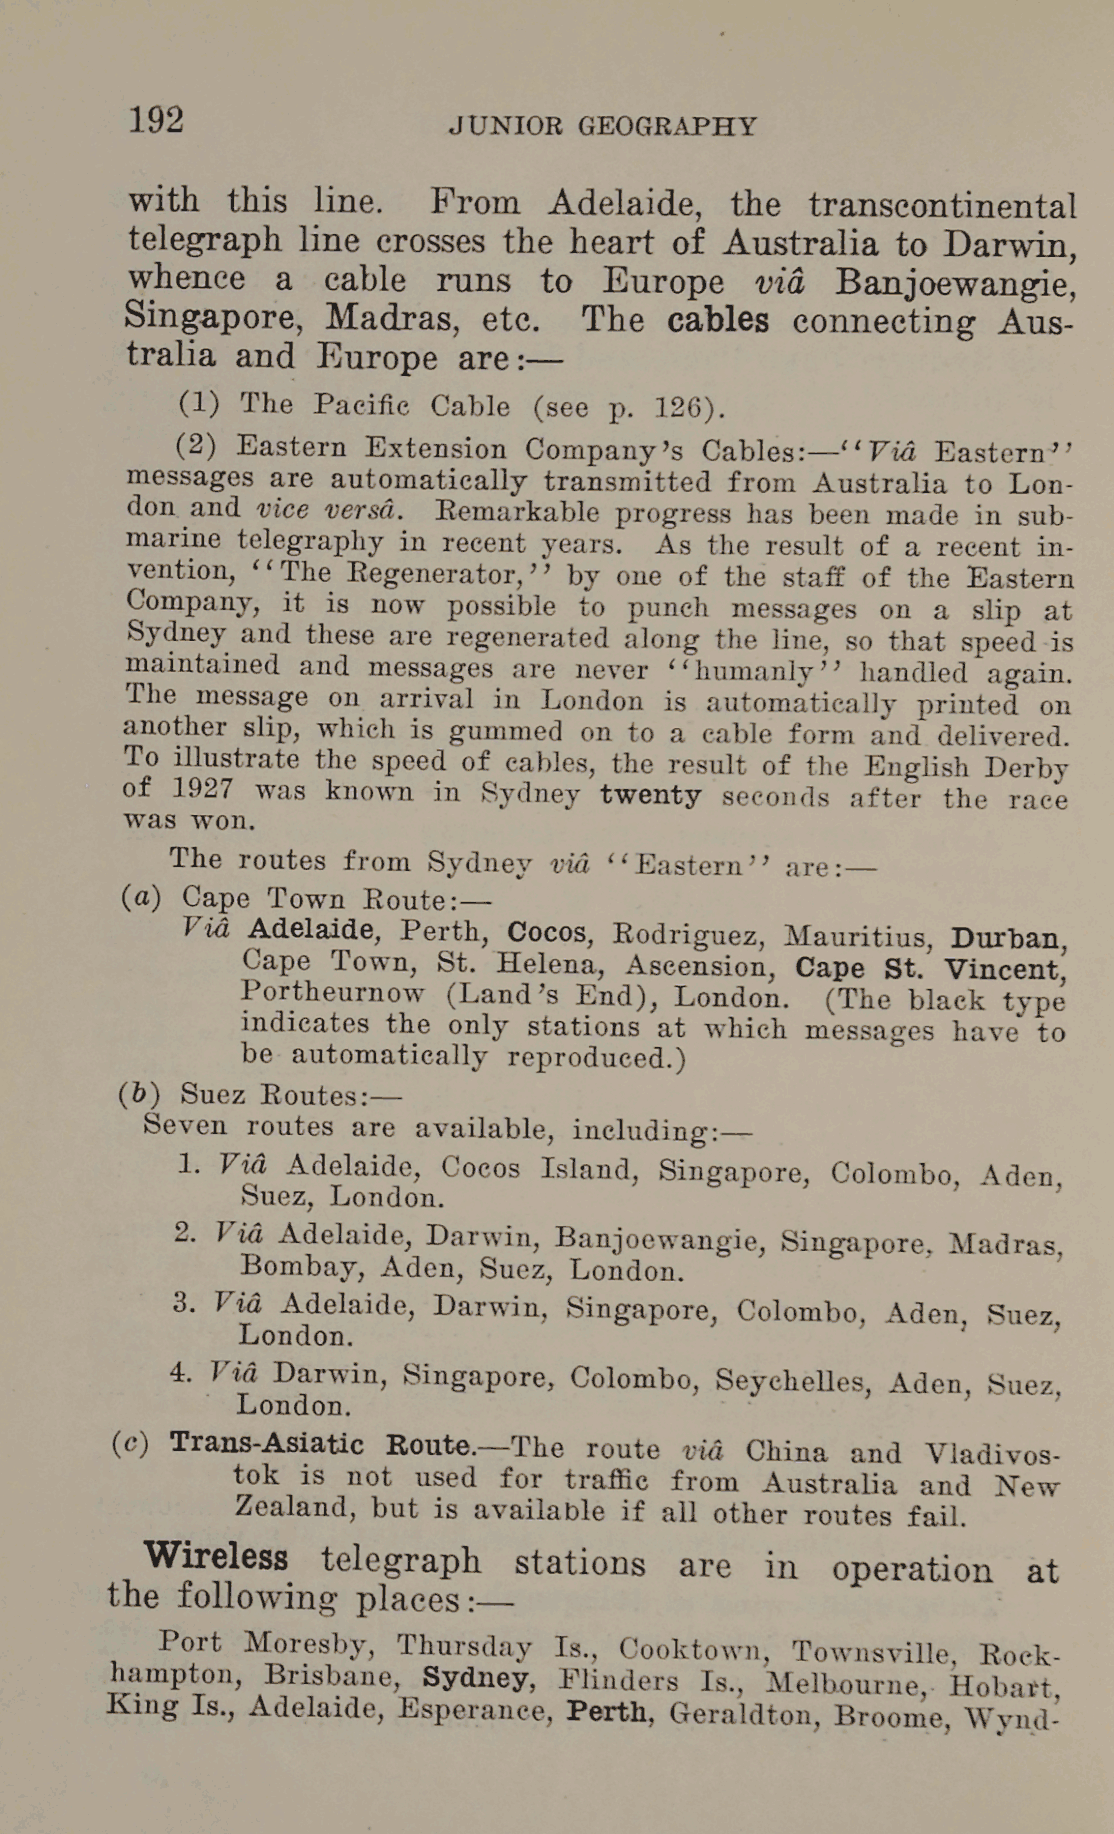 192
JUNIOR GEOGRAPHY
with this line. From Adelaide, the transcontinental
telegraph line crosses the heart of Australia to Darwin,
whence a cable runs to Europe viâ Banjoewangie,
Singapore, Madras, etc. The cables connecting Aus-
tralia and Europe are:—
(1) The Pacific Cable (see p. 126).
(2) Eastern Extension Company's Cables:—''Viâ Eastern''
messages are automatically transmitted from Australia to Lon-
don and vice versâ. Remarkable progress has been made in sub-
marine telegraphy in recent years. As the result of a recent in-
vention, ''The Regenerator,'' by one of the staff of the Eastern
Company, it is now possible to punch messages on a slip at
Sydney and these are regenerated along the line, so that speed is
maintained and messages are never ''humanly'' handled again.
The message on arrival in London is automatically printed on
another slip, which is gummed on to a cable form and delivered.
To illustrate the speed of cables, the result of the English Derby
of 1927 was known in Sydney twenty seconds after the race
was won.
The routes from Sydney viâ ''Eastern'' are:—
(a) Cape Town Route:—
Viâ Adelaide, Perth, Cocos, Rodriguez, Mauritius, Durban,
Cape Town, St. Helena, Ascension, Cape St. Vincent,
Portheurnow (Land's End), London. (The black type
indicates the only stations at which messages have to
be automatically reproduced.)
(b) Suez Routes:—
Seven routes are available, including:—
1. Viâ Adelaide, Cocos Island, Singapore, Colombo, Aden,
Suez, London.
2. Viâ Adelaide, Darwin, Banjoewangie, Singapore, Madras,
Bombay, Aden, Suez, London.
3. Viâ Adelaide, Darwin, Singapore, Colombo, Aden, Suez,
London.
4. Viâ Darwin, Singapore, Colombo, Seychelles, Aden, Suez,
London.
(c) Trans-Asiatic Route.—The route viâ China and Vladivos-
tok is not used for traffic from Australia and New
Zealand, but is available if all other routes fail.
Wireless telegraph stations are in operation at
the following places:—
Port Moresby, Thursday Is., Cooktown, Townsville, Rock-
hampton, Brisbane, Sydney, Flinders Is., Melbourne, Hobart,
King Is., Adelaide, Esperance, Perth, Geraldton, Broome, Wynd-